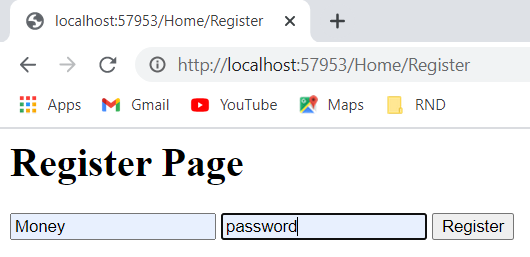 localhost:57953/Home/Register
http://localhost:57953/Home/Register
Apps Gmail YouTube Maps RND
Register Page
Money password Register